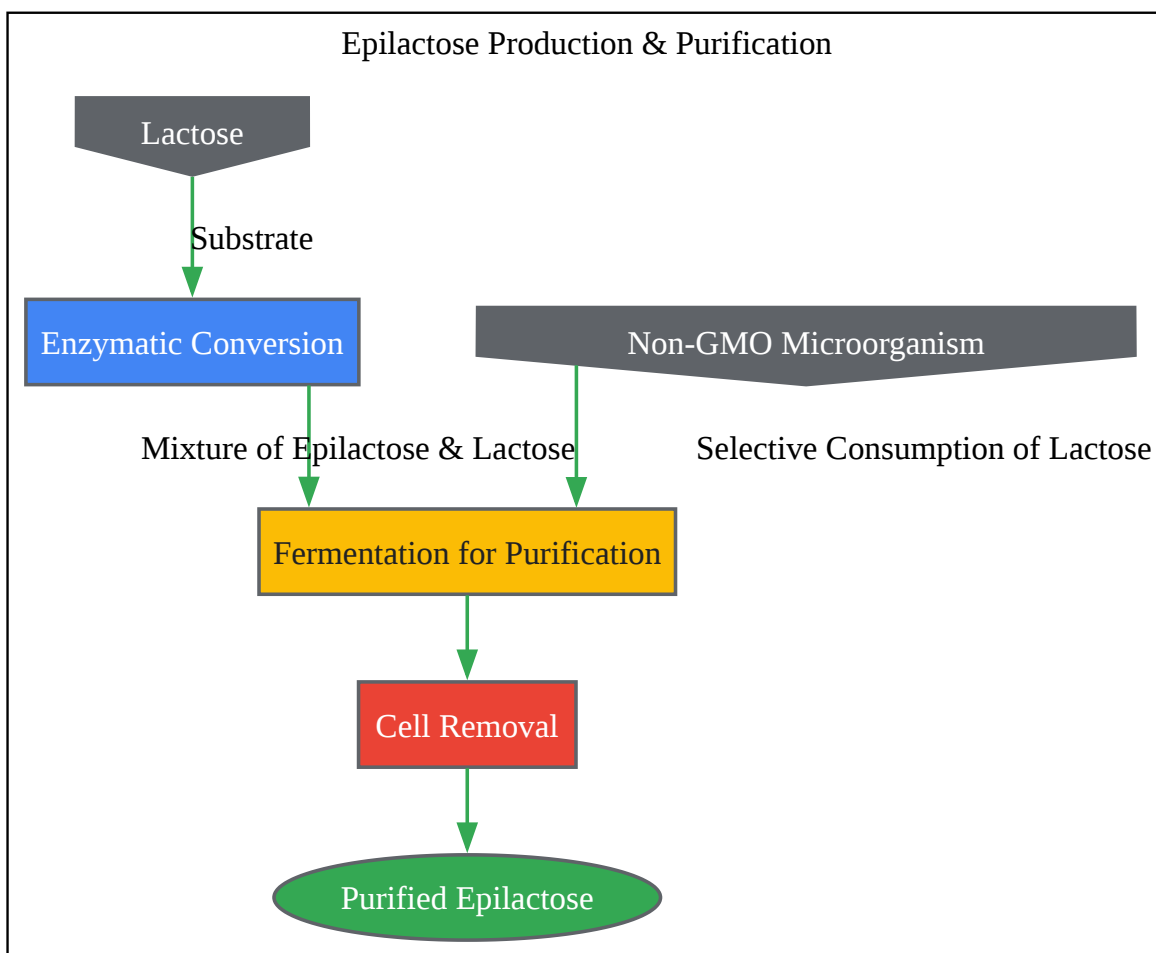 Epilactose Production & Purification
Lactose
Substrate
Enzymatic Conversion
Non-GMO Microorganism
Mixture of Epilactose & Lactose
Selective Consumption of Lactose
Fermentation for Purification
Cell Removal
Purified Epilactose